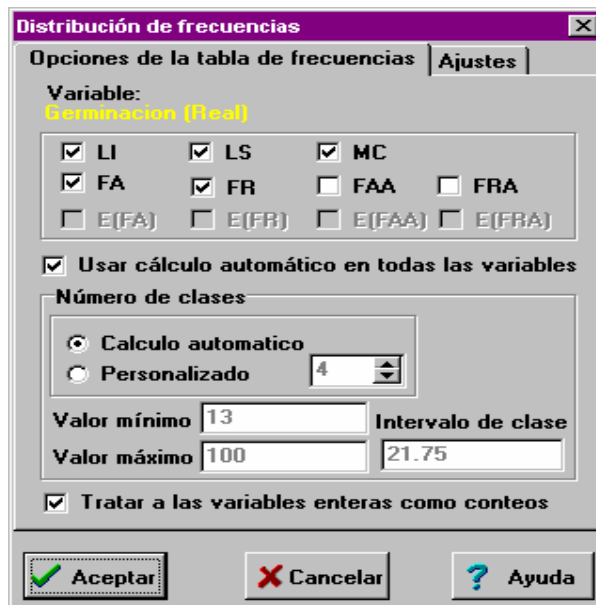 Distribución de frecuencias
Opciones de la tabla de frecuencias Ajustes
Variable:
Germinacion (Real)
LI LS MC
FA FR FAA FRA
E(FA) E(FR) E(FAA) E(FRA)
Usar cálculo automático en todas las variables
Número de clases
Calculo automatico
Personalizado 4
Valor mínimo 13 Intervalo de clase
Valor máximo 100 21.75
Tratar a las variables enteras como conteos
Aceptar Cancelar ? Ayuda